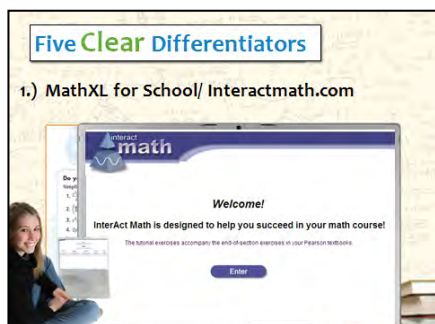 Five Clear Differentiators
1.) MathXL for School/ Interactmath.com
interact
math
Welcome!
InterAct Math is designed to help you succeed in your math course!
The tutorial exercises accompany the end-of-section exercises in your Pearson textbooks.
Enter